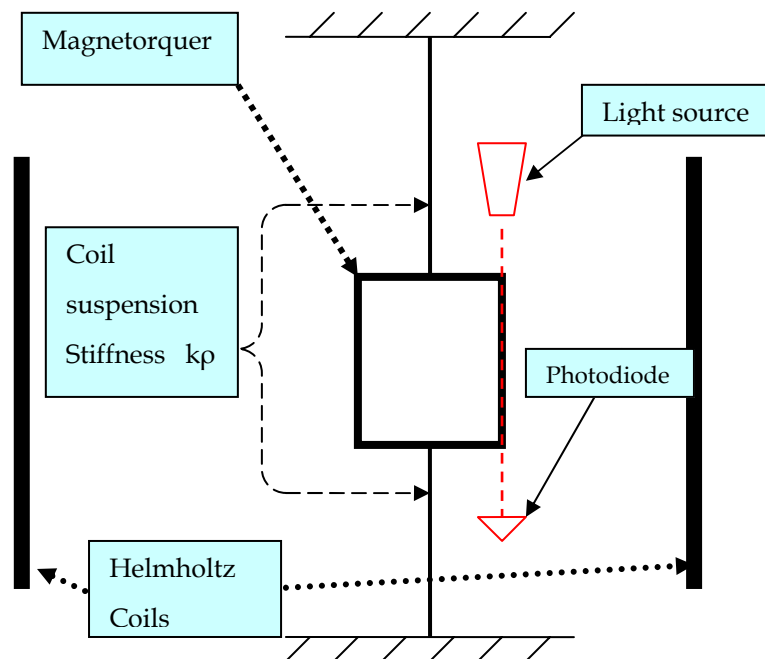 Magnetorquer
Light source
Coil
suspension
Stiffness kρ
Photodiode
Helmholtz
Coils